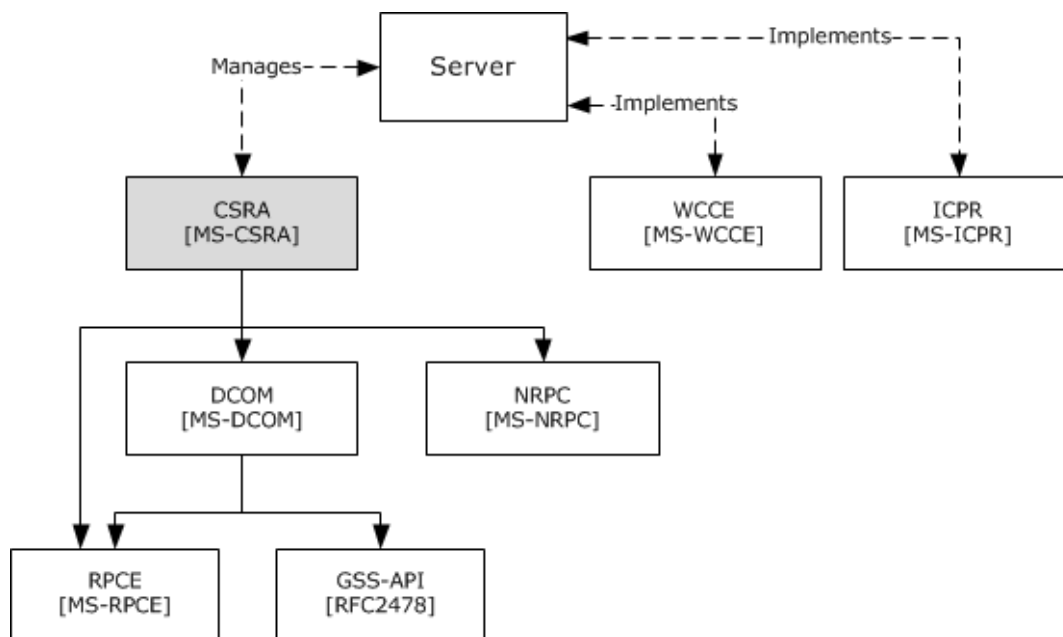 Server
Implements
Manages
Implements
CSRA
[MS-CSRA]
WCCE
[MS-WCCE]
ICPR
[MS-ICPR]
DCOM
[MS-DCOM]
NRPC
[MS-NRPC]
RPCE
[MS-RPCE]
GSS-API
[RFC2478]